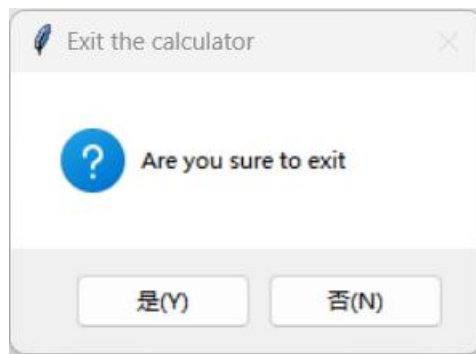 Exit the calculator
Are you sure to exit
是(Y)
否(N)